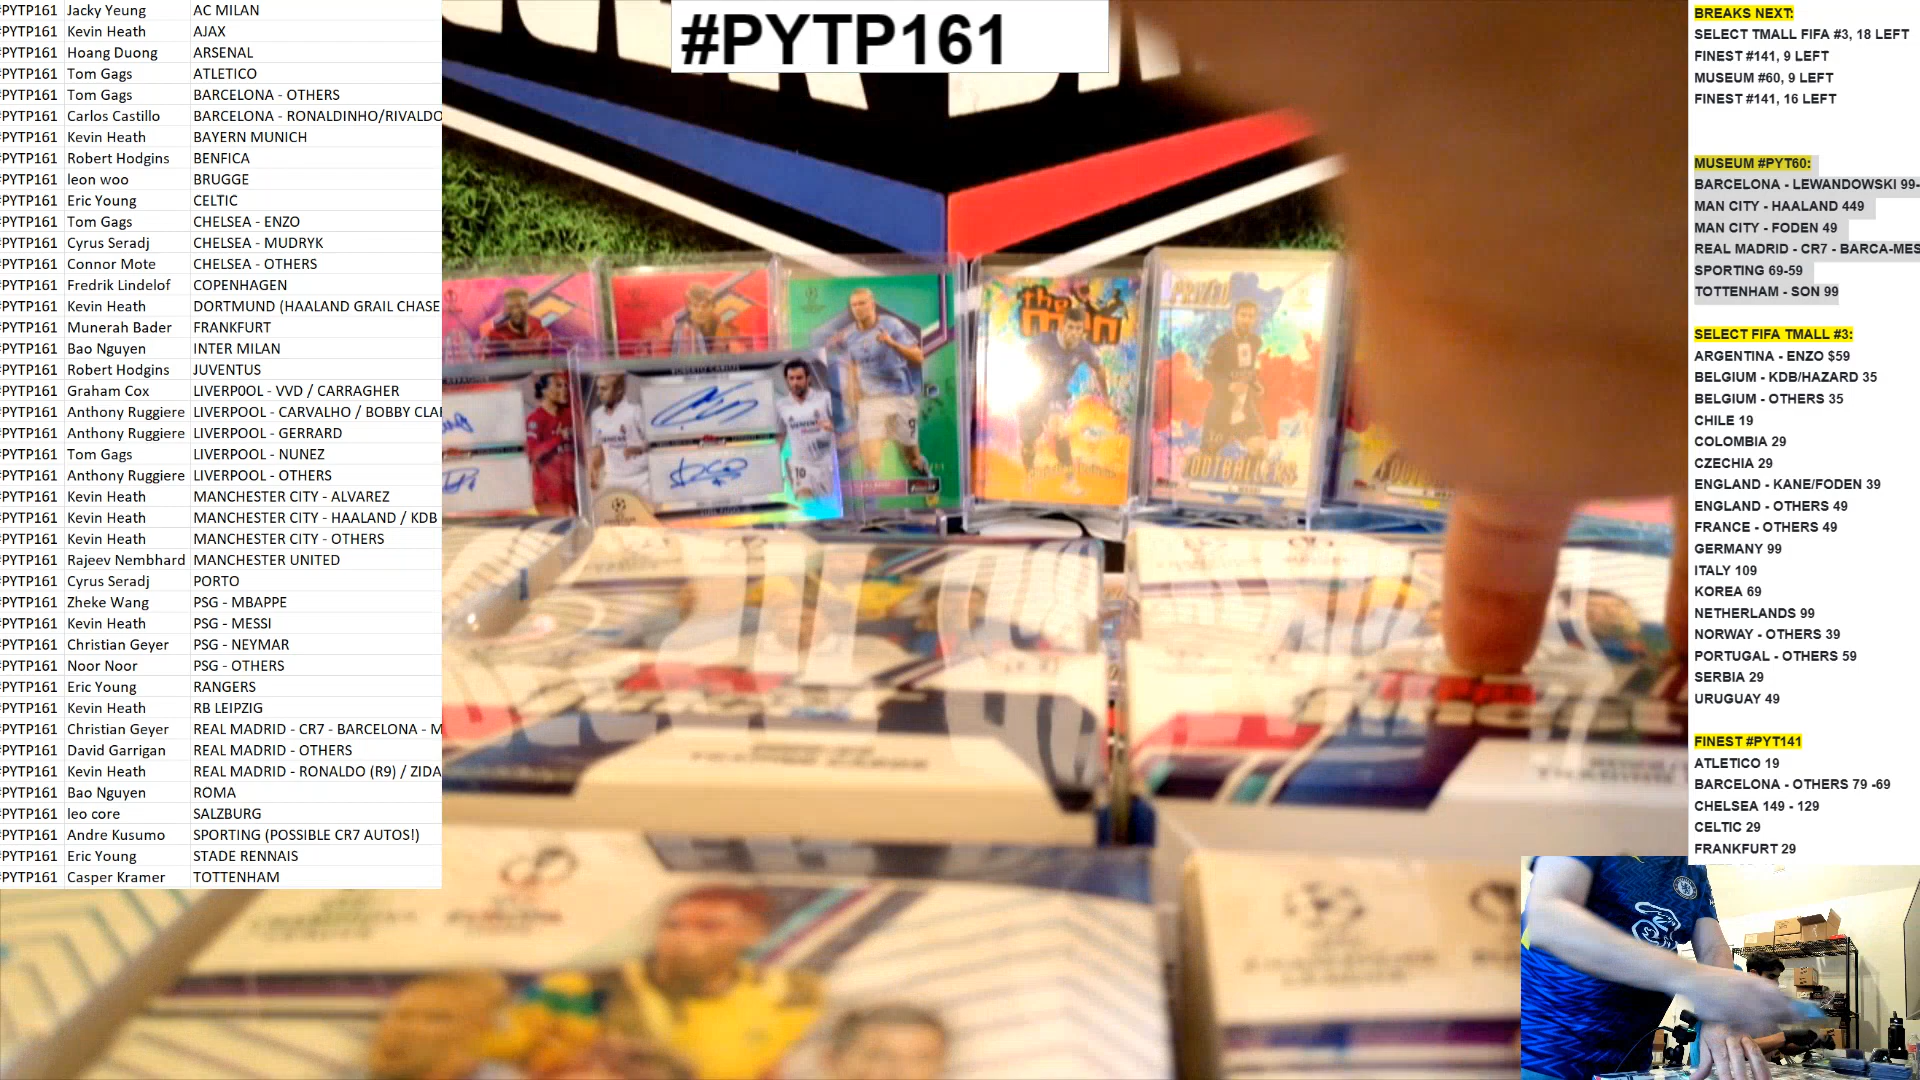 #PYTP161
#PYTP161 Jacky Yeung AC MILAN
#PYTP161 Kevin Heath AJAX
#PYTP161 Hoang Duong ARSENAL
#PYTP161 Tom Gags ATLETICO
#PYTP161 Tom Gags BARCELONA - OTHERS
#PYTP161 Carlos Castillo BARCELONA - RONALDINHO/RIVALDO
#PYTP161 Kevin Heath BAYERN MUNICH
#PYTP161 Robert Hodgins BENFICA
#PYTP161 leon woo BRUGGE
#PYTP161 Eric Young CELTIC
#PYTP161 Tom Gags CHELSEA - ENZO
#PYTP161 Cyrus Seradj CHELSEA - MUDRYK
#PYTP161 Connor Mote CHELSEA - OTHERS
#PYTP161 Fredrik Lindelof COPENHAGEN
#PYTP161 Kevin Heath DORTMUND (HAALAND GRAIL CHASE
#PYTP161 Munerah Bader FRANKFURT
#PYTP161 Bao Nguyen INTER MILAN
#PYTP161 Robert Hodgins JUVENTUS
#PYTP161 Graham Cox LIVERP0OL - VVD / CARRAGHER
#PYTP161 Anthony Ruggiere LIVERPOOL - CARVALHO / BOBBY CLA
#PYTP161 Anthony Ruggiere LIVERPOOL - GERRARD
#PYTP161 Tom Gags LIVERPOOL - NUNEZ
#PYTP161 Anthony Ruggiere LIVERPOOL - OTHERS
#PYTP161 Kevin Heath MANCHESTER CITY - ALVAREZ
#PYTP161 Kevin Heath MANCHESTER CITY - HAALAND / KDB
#PYTP161 Kevin Heath MANCHESTER CITY - OTHERS
#PYTP161 Rajeev Nembhard MANCHESTER UNITED
#PYTP161 Cyrus Seradj PORTO
#PYTP161 Zheke Wang PSG - MBAPPE
#PYTP161 Kevin Heath PSG - MESSI
#PYTP161 Christian Geyer PSG - NEYMAR
#PYTP161 Noor Noor PSG - OTHERS
#PYTP161 Eric Young RANGERS
#PYTP161 Kevin Heath RB LEIPZIG
#PYTP161 Christian Geyer REAL MADRID - CR7 - BARCELONA - M
#PYTP161 David Garrigan REAL MADRID - OTHERS
#PYTP161 Kevin Heath REAL MADRID - RONALDO (R9) / ZIDA
#PYTP161 Bao Nguyen ROMA
#PYTP161 leo core SALZBURG
#PYTP161 Andre Kusumo SPORTING (POSSIBLE CR7 AUTOS!)
#PYTP161 Eric Young STADE RENNAIS
#PYTP161 Casper Kramer TOTTENHAM
the
men
FOOTBALLERS
BREAKS NEXT:
SELECT TMALL FIFA #3, 18 LEFT
FINEST #141, 9 LEFT
MUSEUM #60, 9 LEFT
FINEST #141, 16 LEFT
MUSEUM #PYT60:
BARCELONA - LEWANDOWSKI 99-
MAN CITY - HAALAND 449
MAN CITY - FODEN 49
REAL MADRID - CR7 - BARCA-MES
SPORTING 69-59
TOTTENHAM - SON 99
SELECT FIFA TMALL #3:
ARGENTINA - ENZO $59
BELGIUM - KDB/HAZARD 35
BELGIUM - OTHERS 35
CHILE 19
COLOMBIA 29
CZECHIA 29
ENGLAND - KANE/FODEN 39
ENGLAND - OTHERS 49
FRANCE - OTHERS 49
GERMANY 99
ITALY 109
KOREA 69
NETHERLANDS 99
NORWAY - OTHERS 39
PORTUGAL - OTHERS 59
SERBIA 29
URUGUAY 49
FINEST #PYT141
ATLETICO 19
BARCELONA - OTHERS 79 -69
CHELSEA 149 - 129
CELTIC 29
FRANKFURT 29